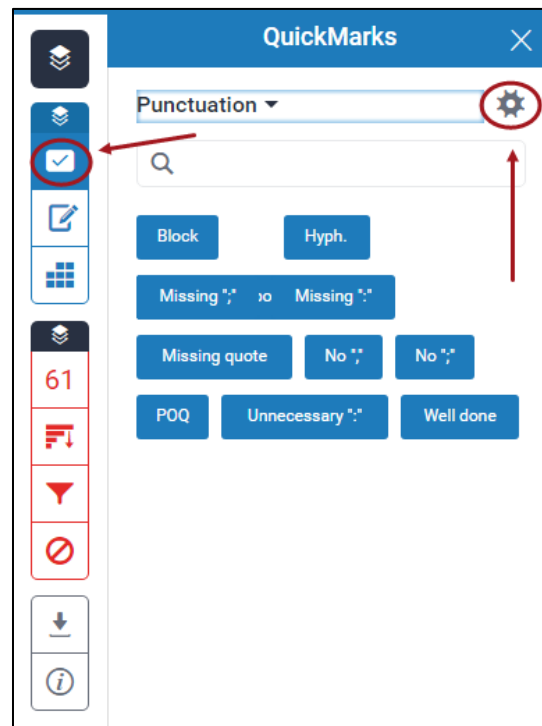 QuickMarks
Punctuation
Block Hyph.
Missing ";" Missing ":"
Missing quote No "," No ";"
61
POQ Unnecessary ":" Well done